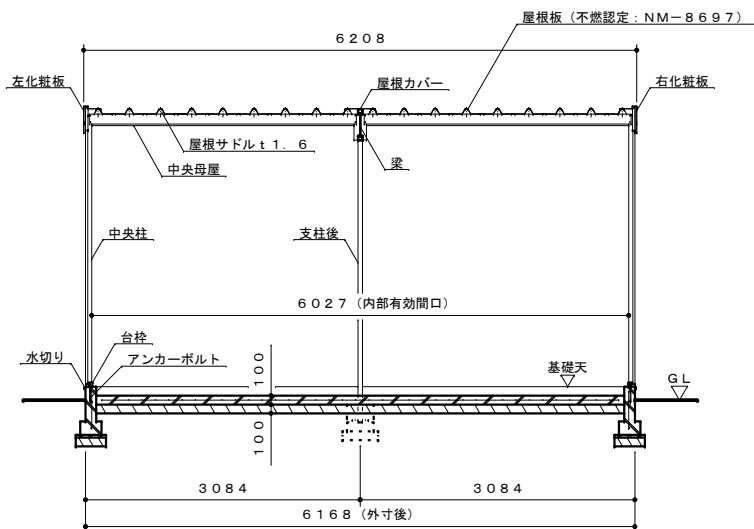 屋根板（不燃認定：ＮＭ－８６９７）
６２０８
左化粧板
屋根カバー
右化粧板
屋根サドルｔ１．６
梁
中央母屋
中央柱
支柱後
６０２７（内部有効間口）
台枠
水切り
アンカーボルト
１００
基礎天
ＧＬ
１００
３０８４
３０８４
６１６８（外寸後）